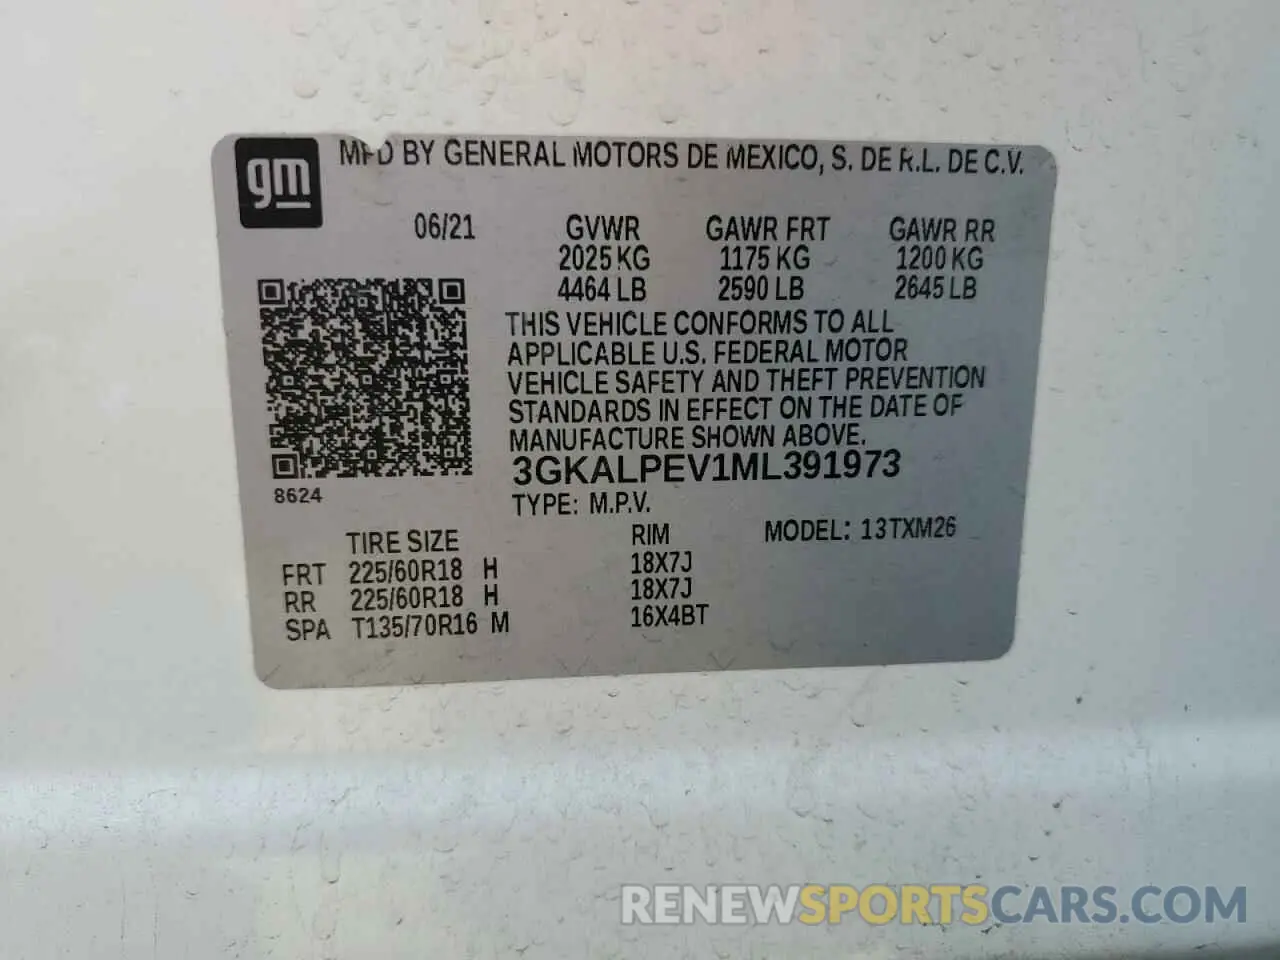 gm
MFD BY GENERAL MOTORS DE MEXICO, S. DE R.L. DE C.V.
06/21 GVWR GAWR FRT GAWR RR
2025 KG 1175 KG 1200 KG
4464 LB 2590 LB 2645 LB
THIS VEHICLE CONFORMS TO ALL
APPLICABLE U.S. FEDERAL MOTOR
VEHICLE SAFETY AND THEFT PREVENTION
STANDARDS IN EFFECT ON THE DATE OF
MANUFACTURE SHOWN ABOVE.
3GKALPEV1ML391973
8624
TYPE: M.P.V.
TIRE SIZE RIM MODEL: 13TXM26
FRT 225/60R18 H 18X7J
RR 225/60R18 H 18X7J
SPA T135/70R16 M 16X4BT
RENEWSPORTSCARS.COM